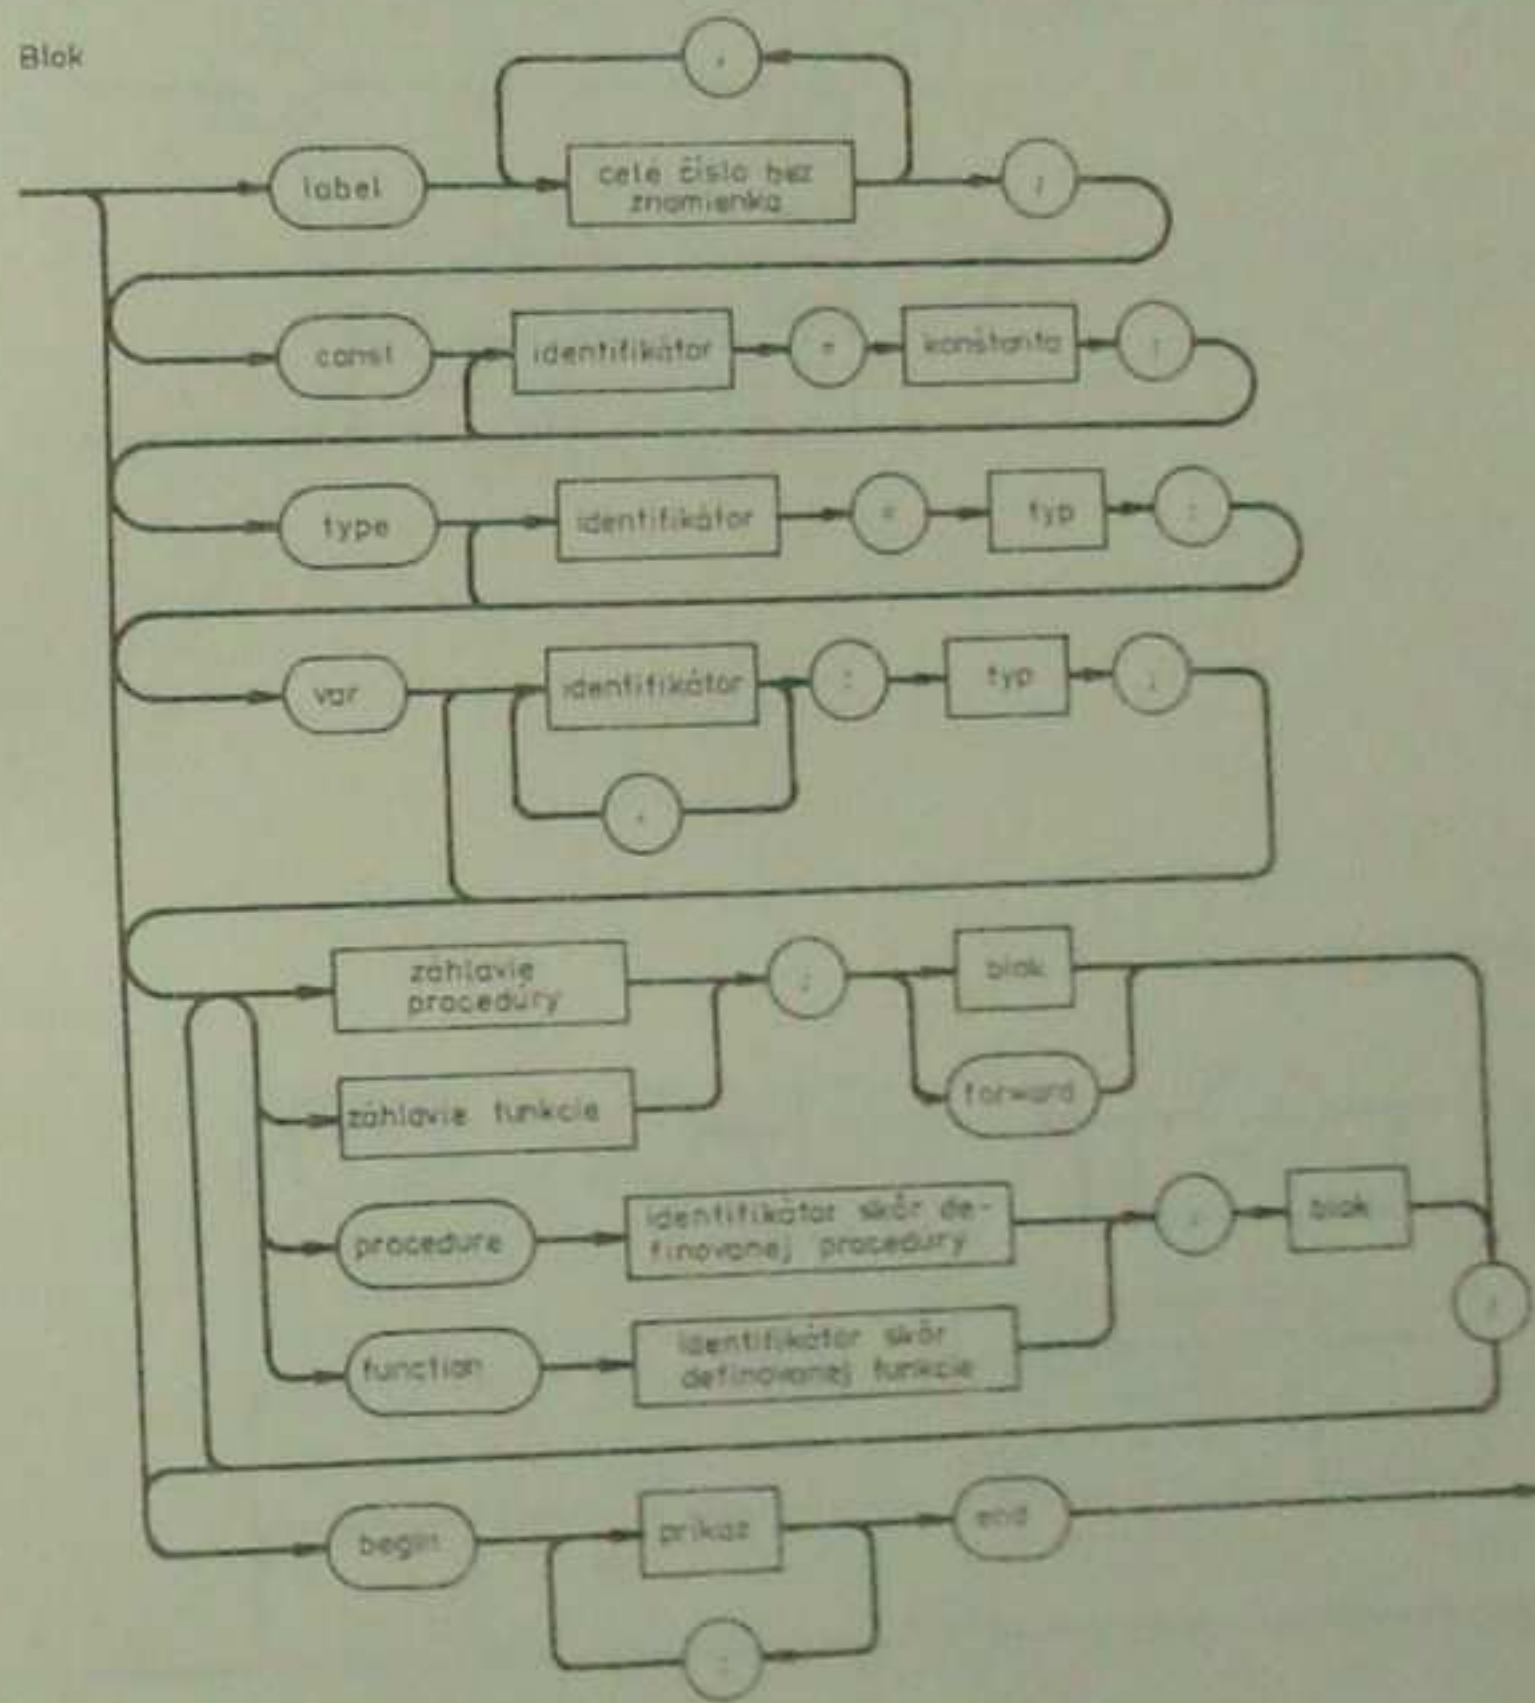 Blok
,
label
celé číslo bez
znamienka
;
const
identifikátor
=
konštanta
;
type
identifikátor
=
typ
;
var
identifikátor
:
typ
;
,
záhlavie
procedúry
;
blok
forward
záhlavie funkcie
procedure
identifikátor skôr de-
finovanej procedúry
;
blok
;
function
identifikátor skôr
definovanej funkcie
begin
príkaz
end
;